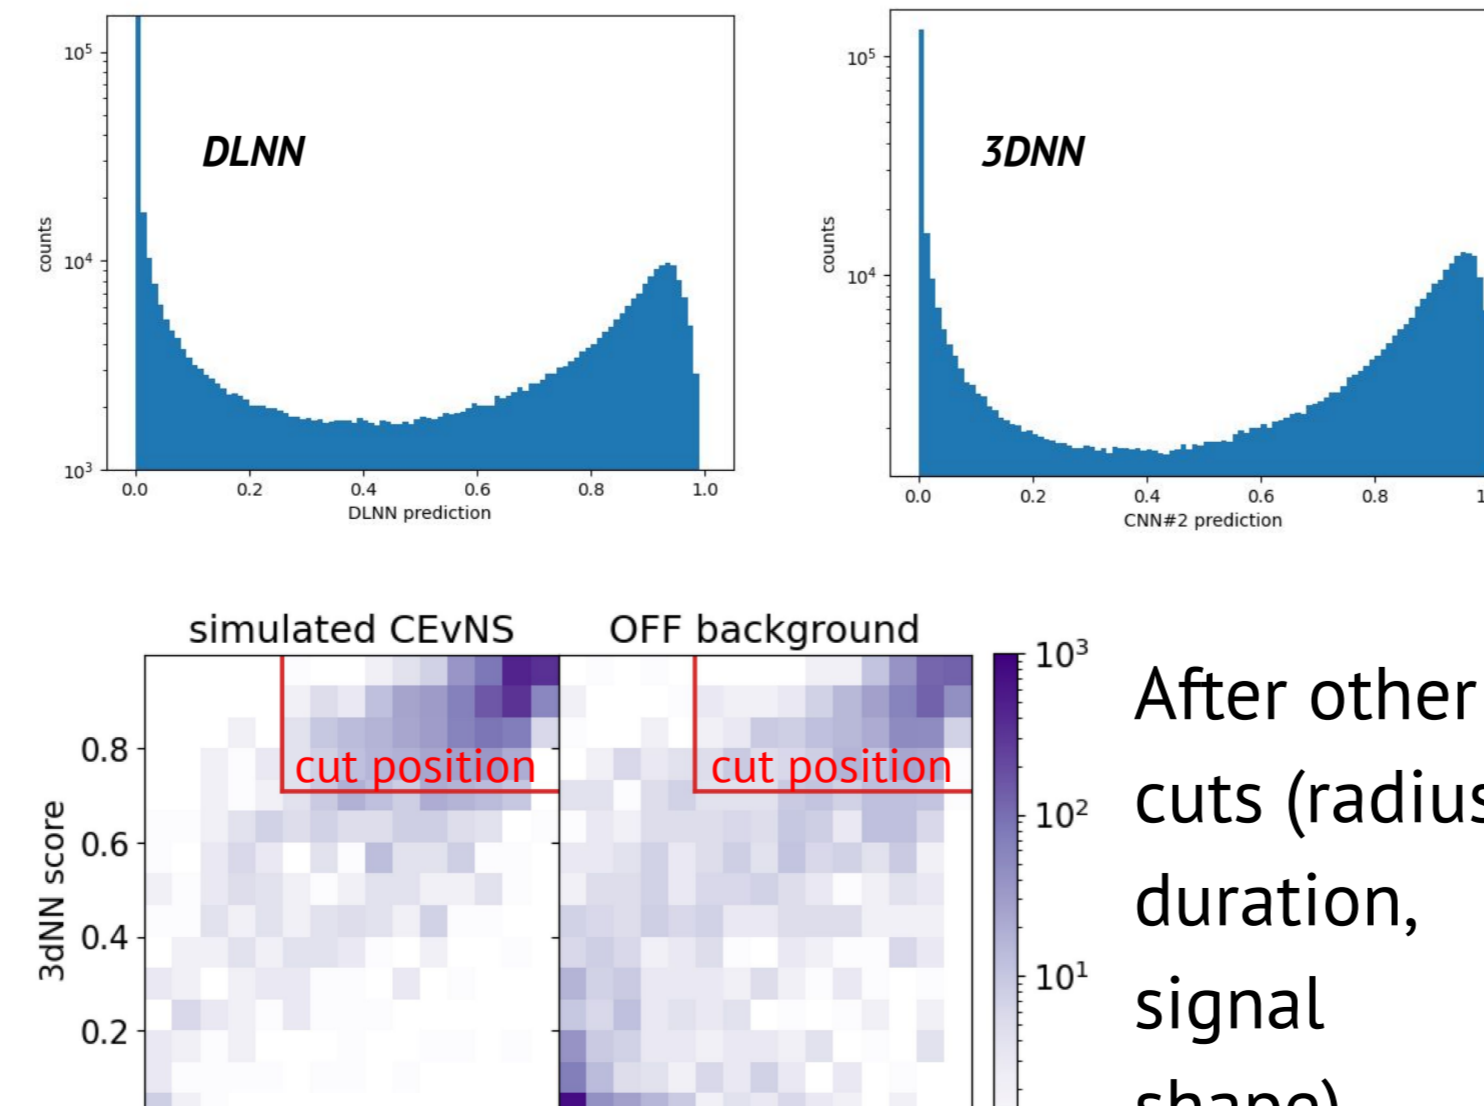 10⁵
10⁴
10³
counts
DLNN
0.0 0.2 0.4 0.6 0.8 1.0
DLNN prediction
10⁵
10⁴
counts
3DNN
0.0 0.2 0.4 0.6 0.8
CNN#2 prediction
simulated CEvNS OFF background
cut position cut position
3dNN score
0.8
0.6
0.4
0.2
10³
10²
10¹
After other
cuts (radius
duration,
signal
shape)